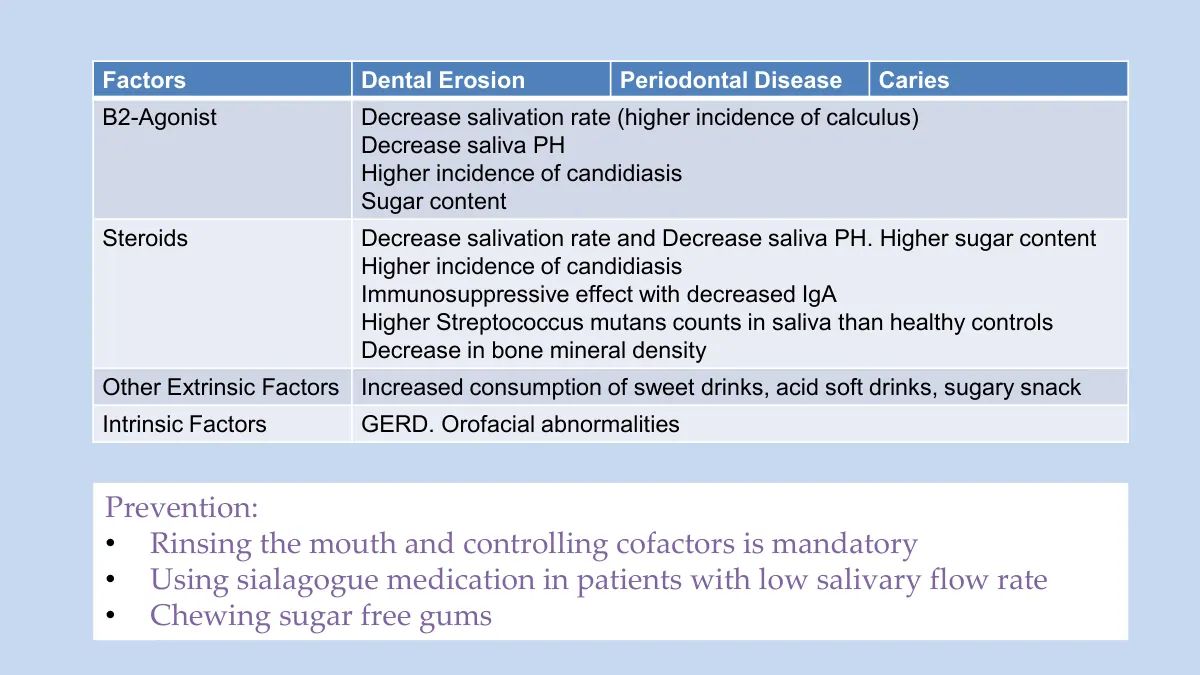 Factors Dental Erosion Periodontal Disease Caries
B2-Agonist Decrease salivation rate (higher incidence of calculus)
Decrease saliva PH
Higher incidence of candidiasis
Sugar content
Steroids Decrease salivation rate and Decrease saliva PH. Higher sugar content
Higher incidence of candidiasis
Immunosuppressive effect with decreased IgA
Higher Streptococcus mutans counts in saliva than healthy controls
Decrease in bone mineral density
Other Extrinsic Factors Increased consumption of sweet drinks, acid soft drinks, sugary snack
Intrinsic Factors GERD. Orofacial abnormalities
Prevention:
• Rinsing the mouth and controlling cofactors is mandatory
• Using sialagogue medication in patients with low salivary flow rate
• Chewing sugar free gums